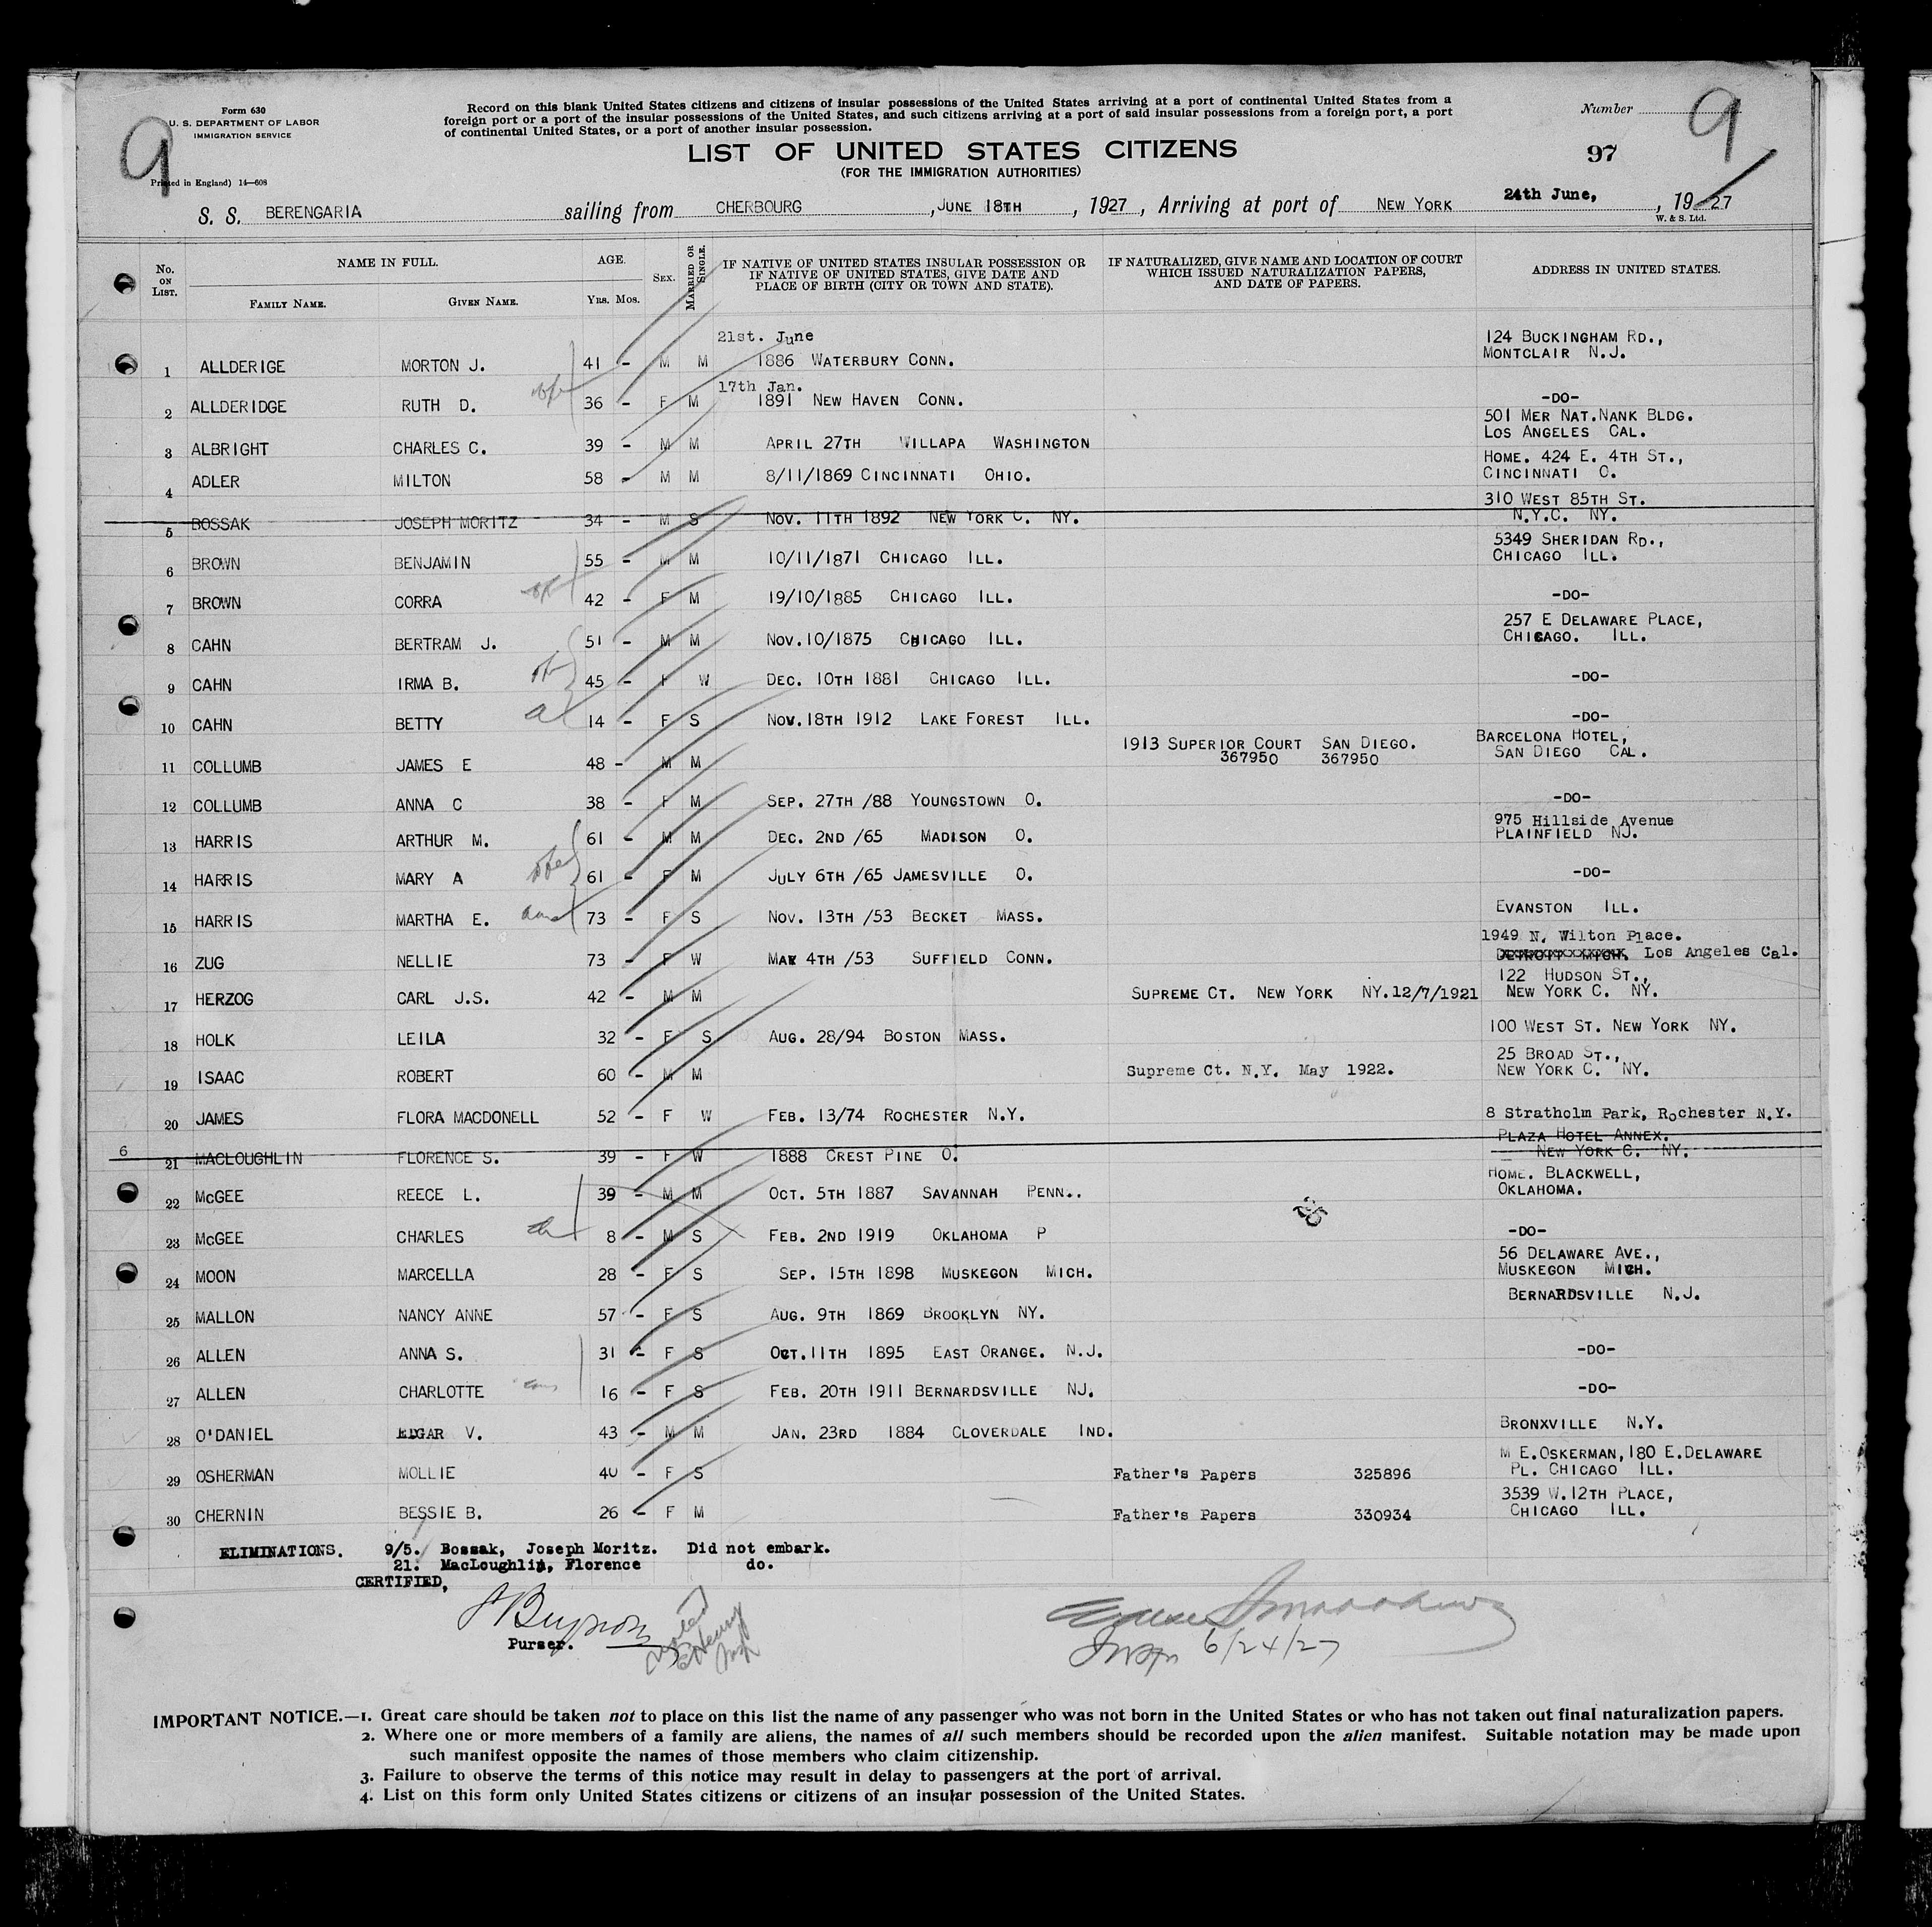 Form 630
U. S. DEPARTMENT OF LABOR
IMMIGRATION SERVICE
9
Printed in England) 14—608
Record on this blank United States citizens and citizens of insular possessions of the United States arriving at a port of continental United States from a
foreign port or a port of the insular possessions of the United States, and such citizens arriving at a port of said insular possessions from a foreign port, a port
of continental United States, or a port of another insular possession.
Number
9
LIST OF UNITED STATES CITIZENS
97
(FOR THE IMMIGRATION AUTHORITIES)
S. S. BERENGARIA sailing from CHERBOURG, JUNE 18TH, 1927, Arriving at port of NEW YORK 24th June, , 1927
W. & S. Ltd.
No. ON LIST. NAME IN FULL. FAMILY NAME. GIVEN NAME. AGE. YRS. MOS. SEX. MARRIED OR SINGLE. IF NATIVE OF UNITED STATES INSULAR POSSESSION OR IF NATIVE OF UNITED STATES, GIVE DATE AND PLACE OF BIRTH (CITY OR TOWN AND STATE). IF NATURALIZED, GIVE NAME AND LOCATION OF COURT WHICH ISSUED NATURALIZATION PAPERS, AND DATE OF PAPERS. ADDRESS IN UNITED STATES.
1 ALLDERIGE MORTON J. 41 - M M 21st. June 1886 WATERBURY CONN. 124 BUCKINGHAM RD., MONTCLAIR N.J.
2 ALLDERIDGE RUTH D. 36 - F M 17th Jan. 1891 NEW HAVEN CONN. -DO-
3 ALBRIGHT CHARLES C. 39 - M M APRIL 27TH WILLAPA WASHINGTON 501 MER NAT.NANK BLDG. LOS ANGELES CAL.
4 ADLER MILTON 58 - M M 8/11/1869 CINCINNATI OHIO. HOME. 424 E. 4TH ST., CINCINNATI O.
5 BOSSAK JOSEPH MORITZ 34 - M S NOV. 11TH 1892 NEW YORK C. NY. 310 WEST 85TH ST. N.Y.C. NY.
6 BROWN BENJAMIN 55 - M M 10/11/1871 CHICAGO ILL. 5349 SHERIDAN RD., CHICAGO ILL.
7 BROWN CORRA 42 - F M 19/10/1885 CHICAGO ILL. -DO-
8 CAHN BERTRAM J. 51 - M M NOV.10/1875 CHICAGO ILL. 257 E DELAWARE PLACE, CHICAGO. ILL.
9 CAHN IRMA B. 45 - F W DEC. 10TH 1881 CHICAGO ILL. -DO-
10 CAHN BETTY 14 - F S NOV.18TH 1912 LAKE FOREST ILL. -DO-
11 COLLUMB JAMES E 48 - M M 1913 SUPERIOR COURT SAN DIEGO. 367950 367950 BARCELONA HOTEL, SAN DIEGO CAL.
12 COLLUMB ANNA C 38 - F M SEP. 27TH /88 YOUNGSTOWN O. -DO-
13 HARRIS ARTHUR M. 61 - M M DEC. 2ND /65 MADISON O. 975 Hillside Avenue PLAINFIELD NJ.
14 HARRIS MARY A 61 - F M JULY 6TH /65 JAMESVILLE O. -DO-
15 HARRIS MARTHA E. 73 - F S NOV. 13TH /53 BECKET MASS. EVANSTON ILL.
16 ZUG NELLIE 73 - F W MAY 4TH /53 SUFFIELD CONN. 1949 N. Wilton Place. DETROIT MICH. Los Angeles Cal.
17 HERZOG CARL J.S. 42 - M M SUPREME CT. NEW YORK NY.12/7/1921 122 HUDSON ST., NEW YORK C. NY.
18 HOLK LEILA 32 - F S AUG. 28/94 BOSTON MASS. 100 WEST ST. NEW YORK NY.
19 ISAAC ROBERT 60 - M M Supreme Ct. N.Y. May 1922. 25 BROAD ST., NEW YORK C. NY.
20 JAMES FLORA MACDONELL 52 - F W FEB. 13/74 ROCHESTER N.Y. 8 Stratholm Park, Rochester N.Y.
6 21 MACLOUGHLIN FLORENCE S. 39 - F W 1888 CREST PINE O. PLAZA HOTEL ANNEX. NEW YORK C. NY.
22 McGEE REECE L. 39 - M M OCT. 5TH 1887 SAVANNAH PENN.. HOME. BLACKWELL, OKLAHOMA.
23 McGEE CHARLES 8 - M S FEB. 2ND 1919 OKLAHOMA P -DO-
24 MOON MARCELLA 28 - F S SEP. 15TH 1898 MUSKEGON MICH. 56 DELAWARE AVE., MUSKEGON MICH.
25 MALLON NANCY ANNE 57 - F S AUG. 9TH 1869 BROOKLYN NY. BERNARDSVILLE N.J.
26 ALLEN ANNA S. 31 - F S OCT.11TH 1895 EAST ORANGE. N.J. -DO-
27 ALLEN CHARLOTTE 16 - F S FEB. 20TH 1911 BERNARDSVILLE NJ. -DO-
28 O'DANIEL EDGAR V. 43 - M M JAN. 23RD 1884 CLOVERDALE IND. BRONXVILLE N.Y.
29 OSHERMAN MOLLIE 40 - F S Father's Papers 325896 M E.OSKERMAN,180 E.DELAWARE PL. CHICAGO ILL.
30 CHERNIN BESSIE B. 26 - F M Father's Papers 330934 3539 W.12TH PLACE, CHICAGO ILL.
ELIMINATIONS. 9/5. Bossak, Joseph Moritz. Did not embark.
21. MacLoughlin, Florence do.
CERTIFIED,
Purser.
Insp 6/24/27
IMPORTANT NOTICE.—1. Great care should be taken not to place on this list the name of any passenger who was not born in the United States or who has not taken out final naturalization papers.
2. Where one or more members of a family are aliens, the names of all such members should be recorded upon the alien manifest. Suitable notation may be made upon
such manifest opposite the names of those members who claim citizenship.
3. Failure to observe the terms of this notice may result in delay to passengers at the port of arrival.
4. List on this form only United States citizens or citizens of an insular possession of the United States.